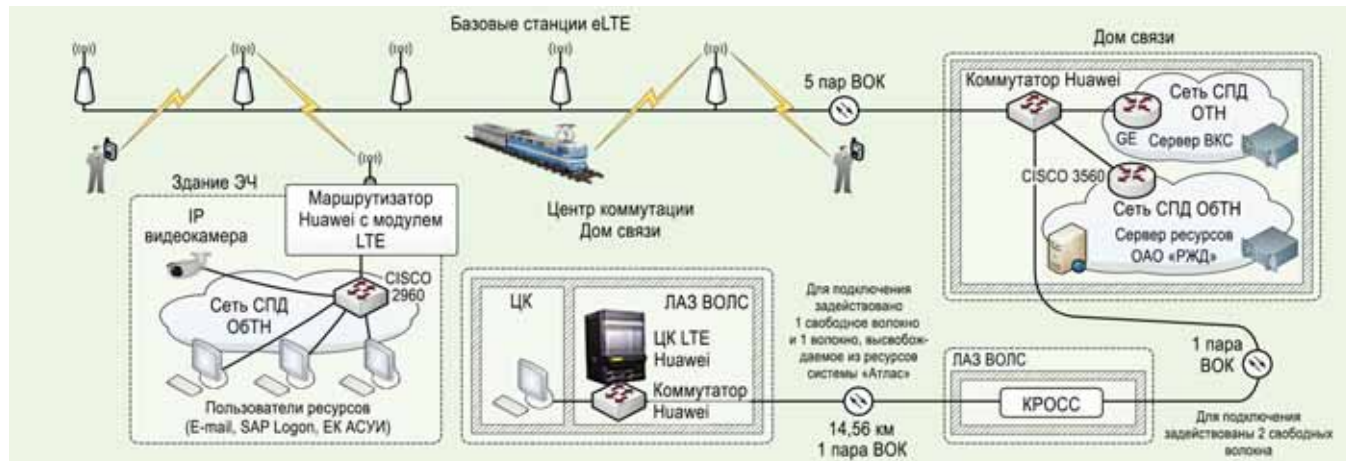 Базовые станции eLTE
5 пар ВОК
Дом связи
Коммутатор Huawei
Сеть СПД
ОТН
GE
Сервер ВКС
CISCO 3560
Сеть СПД ОбТН
Сервер ресурсов
ОАО «РЖД»
Здание ЭЧ
IP
видеокамера
Маршрутизатор
Huawei с модулем
LTE
CISCO
2960
Сеть СПД
ОбТН
Пользователи ресурсов
(E-mail, SAP Logon, ЕК АСУИ)
Центр коммутации
Дом связи
ЦК
ЛАЗ ВОЛС
ЦК LTE
Huawei
Коммутатор
Huawei
Для подключения
задействовано
1 свободное волокно
и 1 волокно, высвобож-
даемое из ресурсов
системы «Атлас»
14,56 км
1 пара ВОК
ЛАЗ ВОЛС
КРОСС
1 пара
ВОК
Для подключения
задействованы 2 свободных
волокна